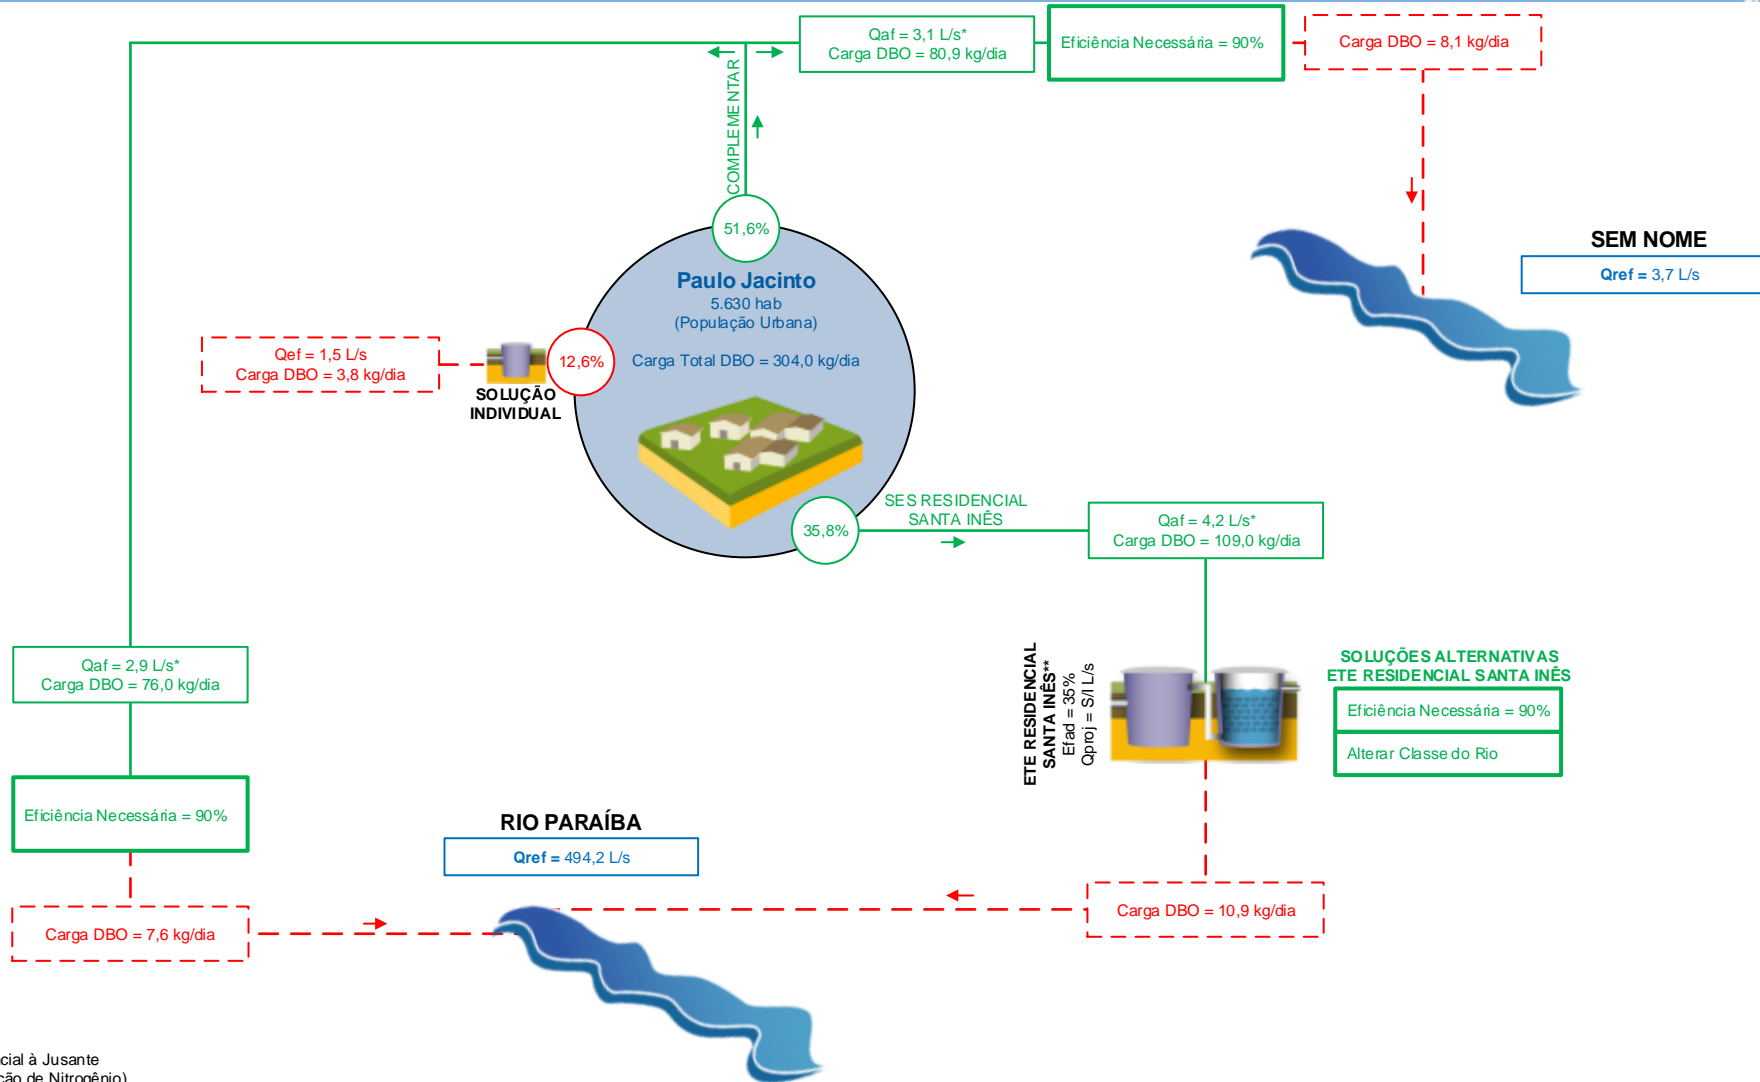 Qaf = 3,1 L/s*
Carga DBO = 80,9 kg/dia
Eficiência Necessária = 90%
Carga DBO = 8,1 kg/dia
COMPLEMENTAR
51,6%
SEM NOME
Qref = 3,7 L/s
Paulo Jacinto
5.630 hab
(População Urbana)
Carga Total DBO = 304,0 kg/dia
Qef = 1,5 L/s
Carga DBO = 3,8 kg/dia
12,6%
SOLUÇÃO
INDIVIDUAL
35,8%
SES RESIDENCIAL
SANTA INÊS
Qaf = 4,2 L/s*
Carga DBO = 109,0 kg/dia
Qaf = 2,9 L/s*
Carga DBO = 76,0 kg/dia
ETE RESIDENCIAL
SANTA INÊS**
Efad = 35%
Qproj = S/I L/s
SOLUÇÕES ALTERNATIVAS
ETE RESIDENCIAL SANTA INÊS
Eficiência Necessária = 90%
Alterar Classe do Rio
Eficiência Necessária = 90%
RIO PARAÍBA
Qref = 494,2 L/s
Carga DBO = 7,6 kg/dia
Carga DBO = 10,9 kg/dia
à Jusante
de Nitrogênio)